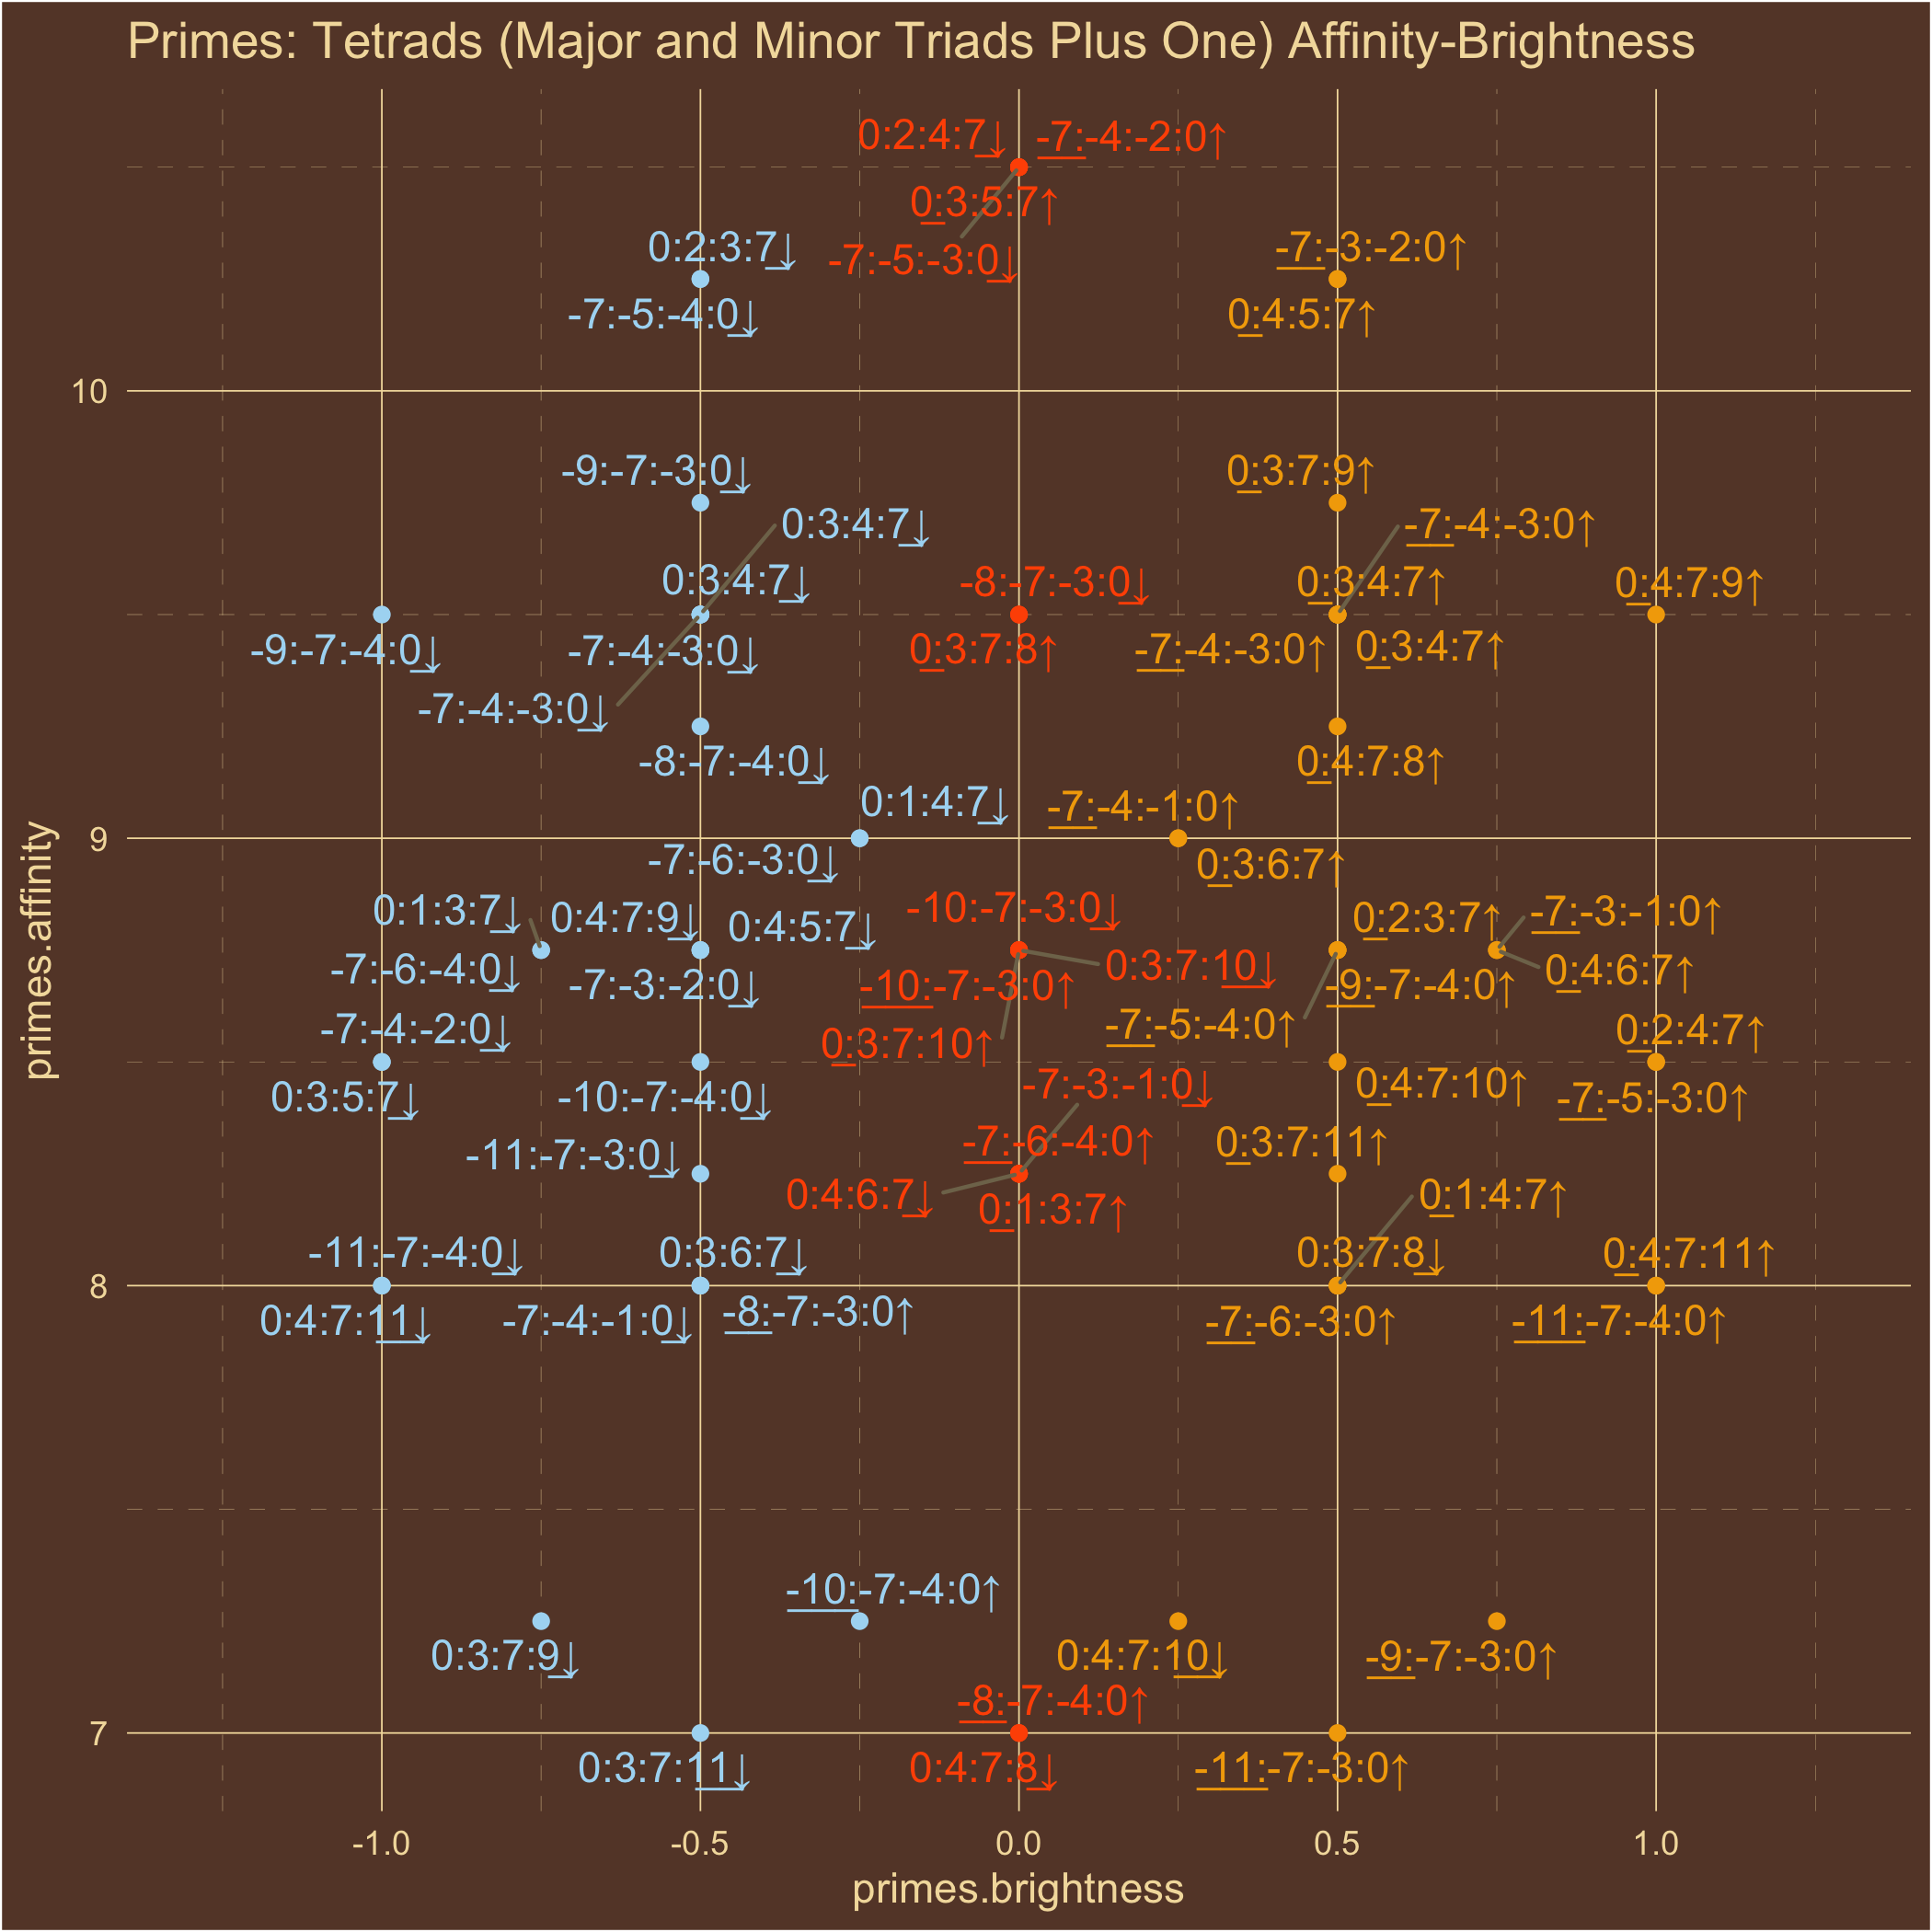 Primes: Tetrads (Major and Minor Triads Plus One) Affinity-Brightness
0:2:4:7↓ -7:-4:-2:0↑
0:3:5:7↑
0:2:3:7↓ -7:-5:-3:0↓ -7:-3:-2:0↑
-7:-5:-4:0↓ 0:4:5:7↑
10
-9:-7:-3:0↓ 0:3:7:9↑
0:3:4:7↓ -7:-4:-3:0↑
0:3:4:7↓ -8:-7:-3:0↓ 0:3:4:7↑ 0:4:7:9↑
-9:-7:-4:0↓ -7:-4:-3:0↓ 0:3:7:8↑ -7:-4:-3:0↑ 0:3:4:7↑
-7:-4:-3:0↓
-8:-7:-4:0↓ 0:4:7:8↑
0:1:4:7↓ -7:-4:-1:0↑
9
-7:-6:-3:0↓ 0:3:6:7↑
0:1:3:7↓ 0:4:7:9↓ 0:4:5:7↓ -10:-7:-3:0↓ 0:2:3:7↑ -7:-3:-1:0↑
-7:-6:-4:0↓ -7:-3:-2:0↓ -10:-7:-3:0↑ 0:3:7:10↓ -9:-7:-4:0↑ 0:4:6:7↑
-7:-4:-2:0↓ 0:3:7:10↑ -7:-5:-4:0↑ 0:2:4:7↑
0:3:5:7↓ -10:-7:-4:0↓ -7:-3:-1:0↓ 0:4:7:10↑ -7:-5:-3:0↑
-11:-7:-3:0↓ -7:-6:-4:0↑ 0:3:7:11↑
0:4:6:7↓ 0:1:3:7↑ 0:1:4:7↑
-11:-7:-4:0↓ 0:3:6:7↓ 0:3:7:8↓ 0:4:7:11↑
8
0:4:7:11↓ -7:-4:-1:0↓ -8:-7:-3:0↑ -7:-6:-3:0↑ -11:-7:-4:0↑
-10:-7:-4:0↑
0:3:7:9↓ 0:4:7:10↓ -9:-7:-3:0↑
-8:-7:-4:0↑
7
0:3:7:11↓ 0:4:7:8↓ -11:-7:-3:0↑
-1.0 -0.5 0.0 0.5 1.0
primes.brightness
primes.affinity